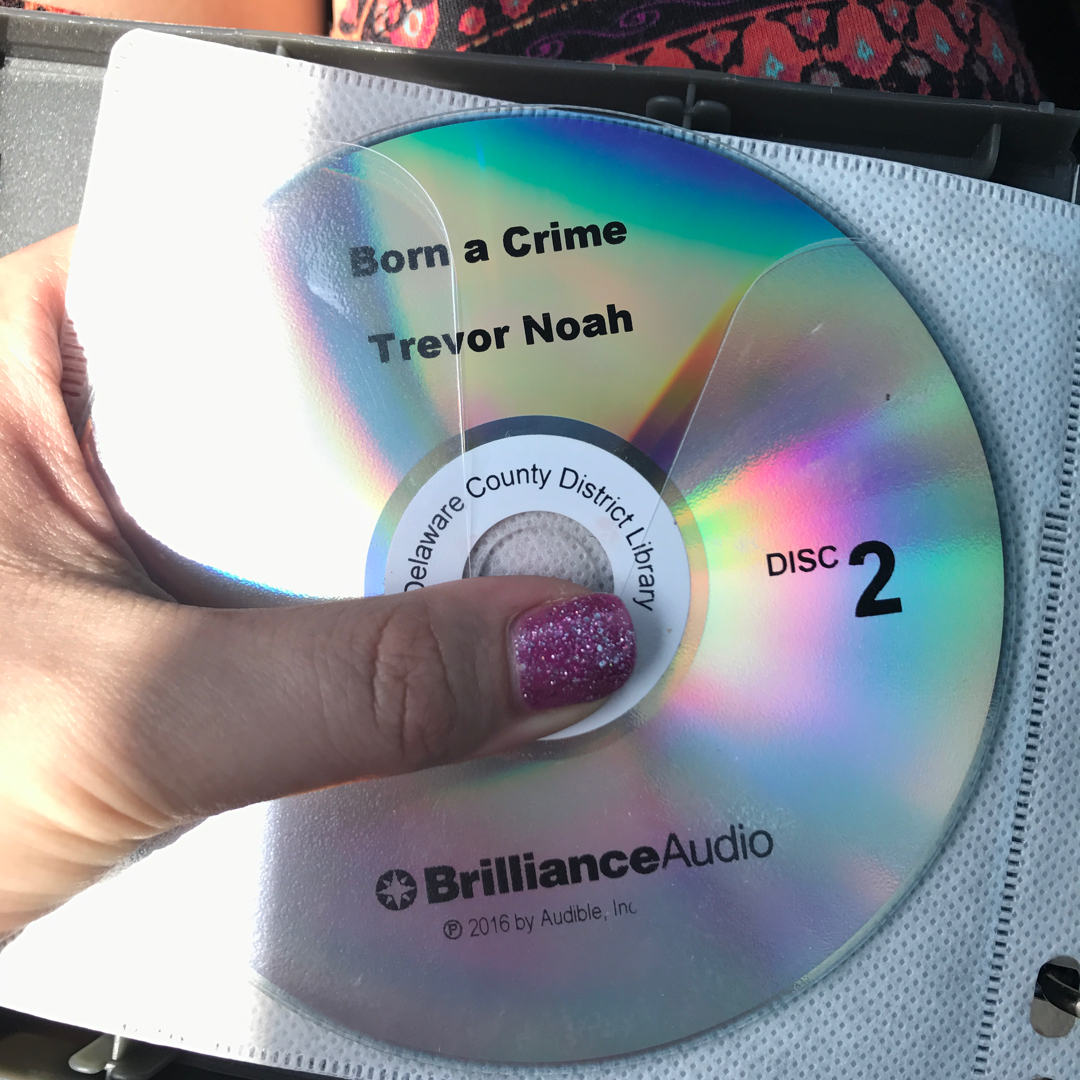 Born a Crime
Trevor Noah
Delaware County District Library
DISC 2
BrillianceAudio
℗ 2016 by Audible, Inc